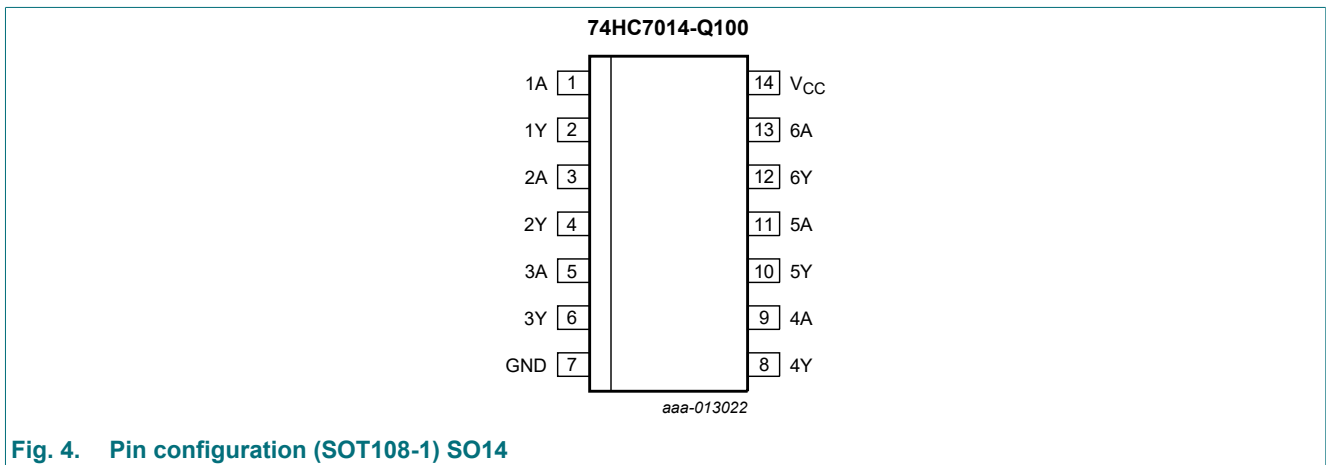 74HC7014-Q100
1A 1 14 VCC
1Y 2 13 6A
2A 3 12 6Y
2Y 4 11 5A
3A 5 10 5Y
3Y 6 9 4A
GND 7 8 4Y
aaa-013022
Fig. 4. Pin configuration (SOT108-1) SO14